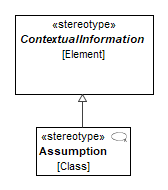 «stereotype»
ContextualInformation
[Element]
«stereotype»
Assumption
[Class]